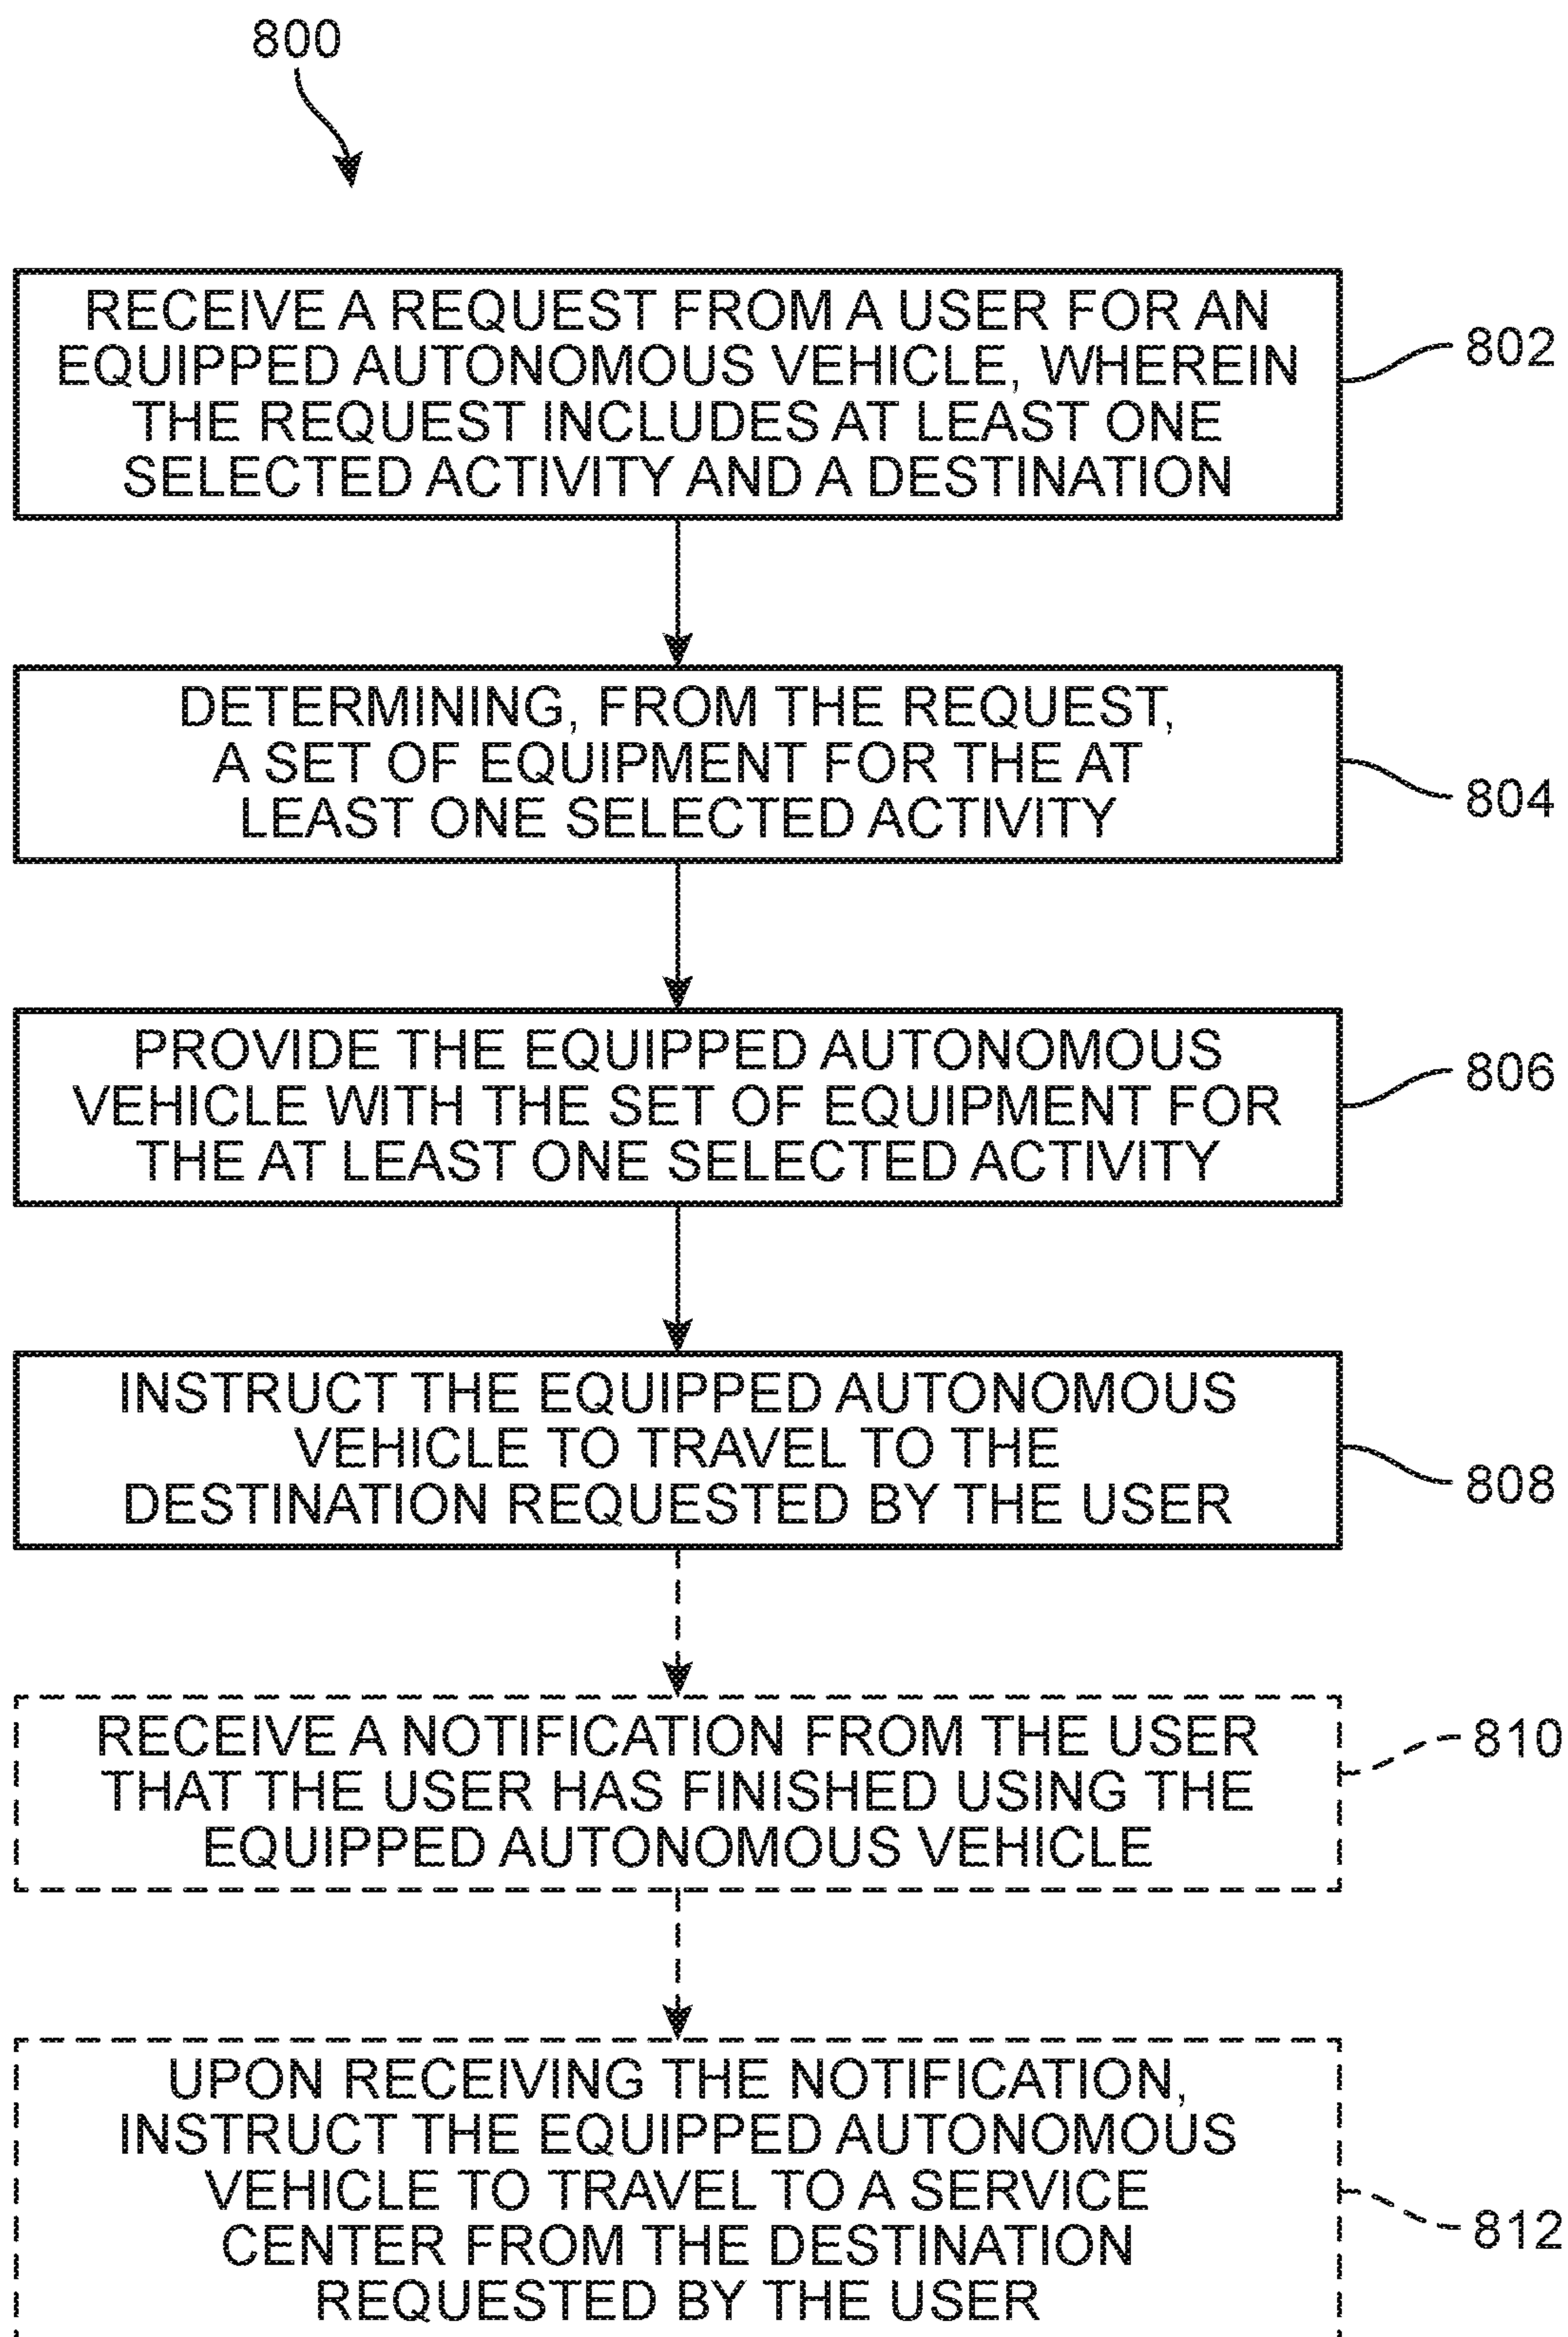 800
RECEIVE A REQUEST FROM A USER FOR AN
EQUIPPED AUTONOMOUS VEHICLE, WHEREIN
THE REQUEST INCLUDES AT LEAST ONE
SELECTED ACTIVITY AND A DESTINATION
802
DETERMINING, FROM THE REQUEST,
A SET OF EQUIPMENT FOR THE AT
LEAST ONE SELECTED ACTIVITY
804
PROVIDE THE EQUIPPED AUTONOMOUS
VEHICLE WITH THE SET OF EQUIPMENT FOR
THE AT LEAST ONE SELECTED ACTIVITY
806
INSTRUCT THE EQUIPPED AUTONOMOUS
VEHICLE TO TRAVEL TO THE
DESTINATION REQUESTED BY THE USER
808
RECEIVE A NOTIFICATION FROM THE USER
THAT THE USER HAS FINISHED USING THE
EQUIPPED AUTONOMOUS VEHICLE
810
UPON RECEIVING THE NOTIFICATION,
INSTRUCT THE EQUIPPED AUTONOMOUS
VEHICLE TO TRAVEL TO A SERVICE
CENTER FROM THE DESTINATION
REQUESTED BY THE USER
812